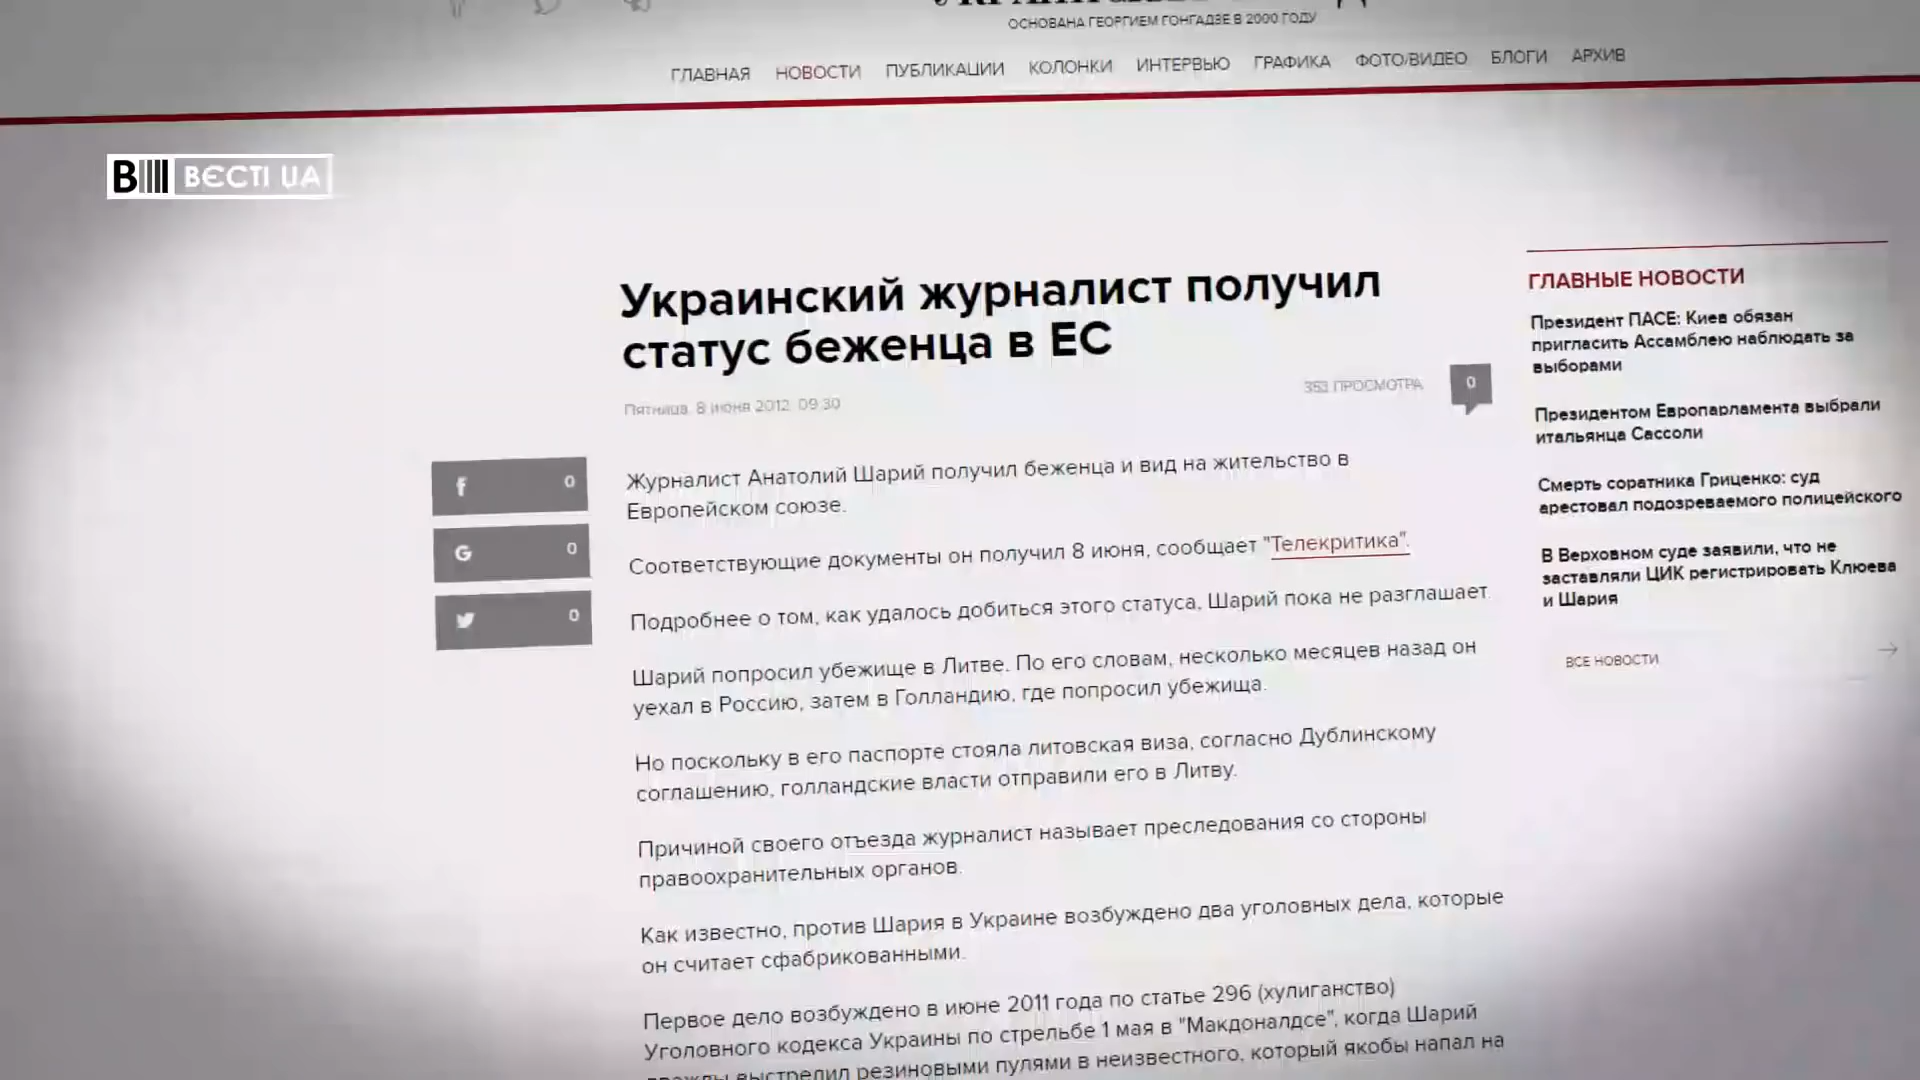 ОСНОВАНА ГЕОРГИЕМ ГОНГАДЗЕ В 2000 ГОДУ
ГЛАВНАЯ НОВОСТИ ПУБЛИКАЦИИ КОЛОНКИ ИНТЕРВЬЮ ГРАФИКА ФОТО/ВИДЕО БЛОГИ АРХИВ
В ВЄСТІ UA
Украинский журналист получил
статус беженца в ЕС
Пятница, 8 июня 2012, 09:30
353 ПРОСМОТРА
0
f 0
G 0
0
Журналист Анатолий Шарий получил беженца и вид на жительство в
Европейском союзе.
Соответствующие документы он получил 8 июня, сообщает "Телекритика".
Подробнее о том, как удалось добиться этого статуса, Шарий пока не разглашает.
Шарий попросил убежище в Литве. По его словам, несколько месяцев назад он
уехал в Россию, затем в Голландию, где попросил убежища.
Но поскольку в его паспорте стояла литовская виза, согласно Дублинскому
соглашению, голландские власти отправили его в Литву.
Причиной своего отъезда журналист называет преследования со стороны
правоохранительных органов.
Как известно, против Шария в Украине возбуждено два уголовных дела, которые
он считает сфабрикованными.
Первое дело возбуждено в июне 2011 года по статье 296 (хулиганство)
Уголовного кодекса Украины по стрельбе 1 мая в "Макдоналдсе", когда Шарий
дважды выстрелил резиновыми пулями в неизвестного, который якобы напал на
ГЛАВНЫЕ НОВОСТИ
Президент ПАСЕ: Киев обязан
пригласить Ассамблею наблюдать за
выборами
Президентом Европарламента выбрали
итальянца Сассоли
Смерть соратника Гриценко: суд
арестовал подозреваемого полицейского
В Верховном суде заявили, что не
заставляли ЦИК регистрировать Клюева
и Шария
ВСЕ НОВОСТИ